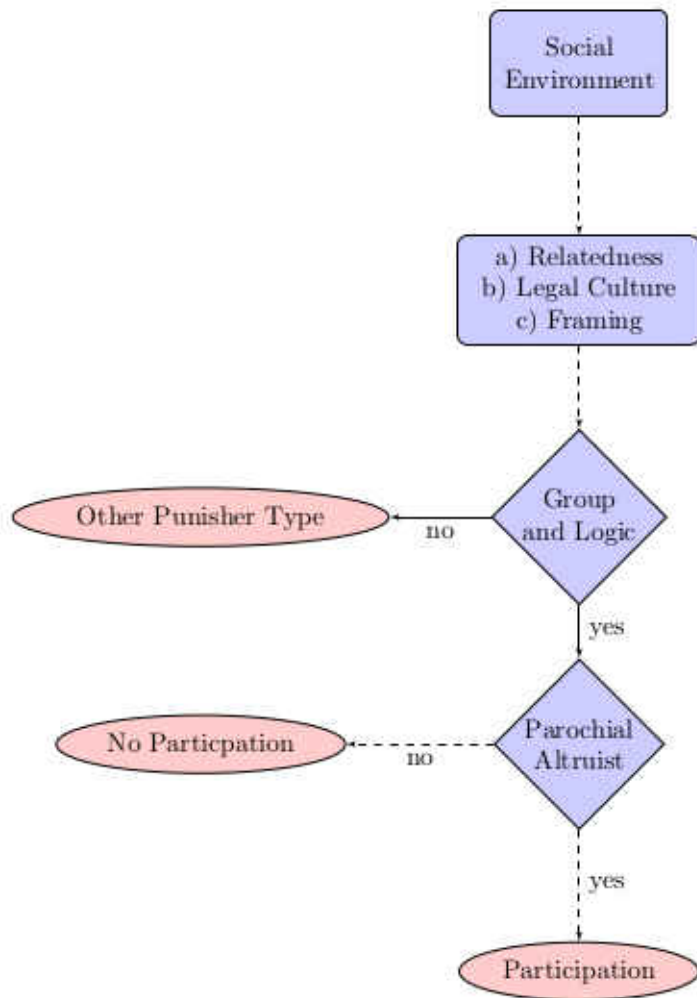 Social
Environment
a) Relatedness
b) Legal Culture
c) Framing
Group
and Logic
Other Punisher Type
no
yes
Parochial
Altruist
No Particpation
no
yes
Participation